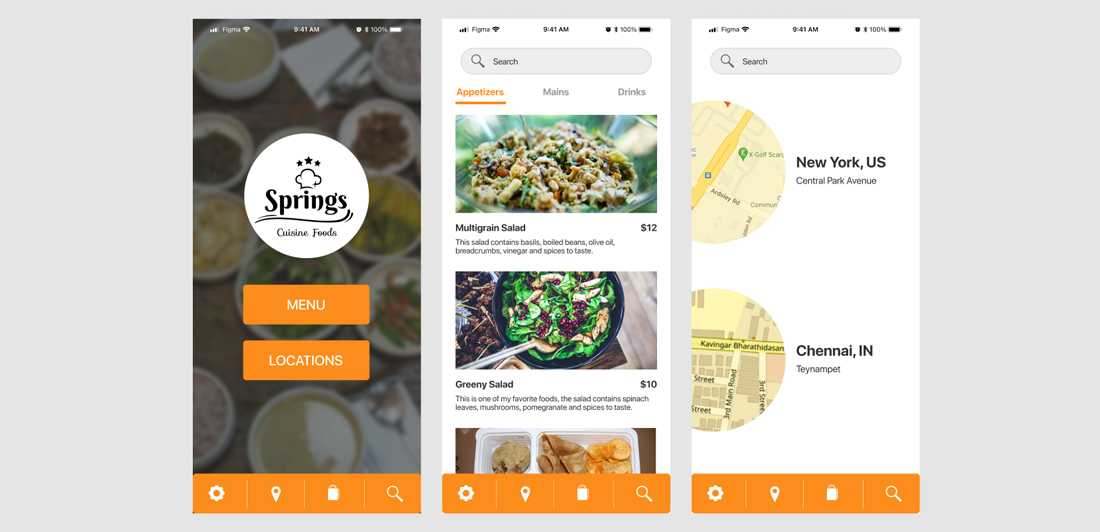 Figma
9:41 AM
100%
Springs
Cuisine Foods
MENU
LOCATIONS
Figma
9:41 AM
100%
Search
Appetizers
Mains
Drinks
Multigrain Salad
$12
This salad contains basils, boiled beans, olive oil,
breadcrumbs, vinegar and spices to taste.
Greeny Salad
$10
This is one of my favorite foods, the salad contains spinach
leaves, mushrooms, pomegranate and spices to taste.
Figma
9:41 AM
100%
Search
X-Golf Scars
Ardsley Rd
Commun
New York, US
Central Park Avenue
Kavingar Bharathidasan
Street
Street
3rd Main Road
3rd Stre
Chennai, IN
Teynampet